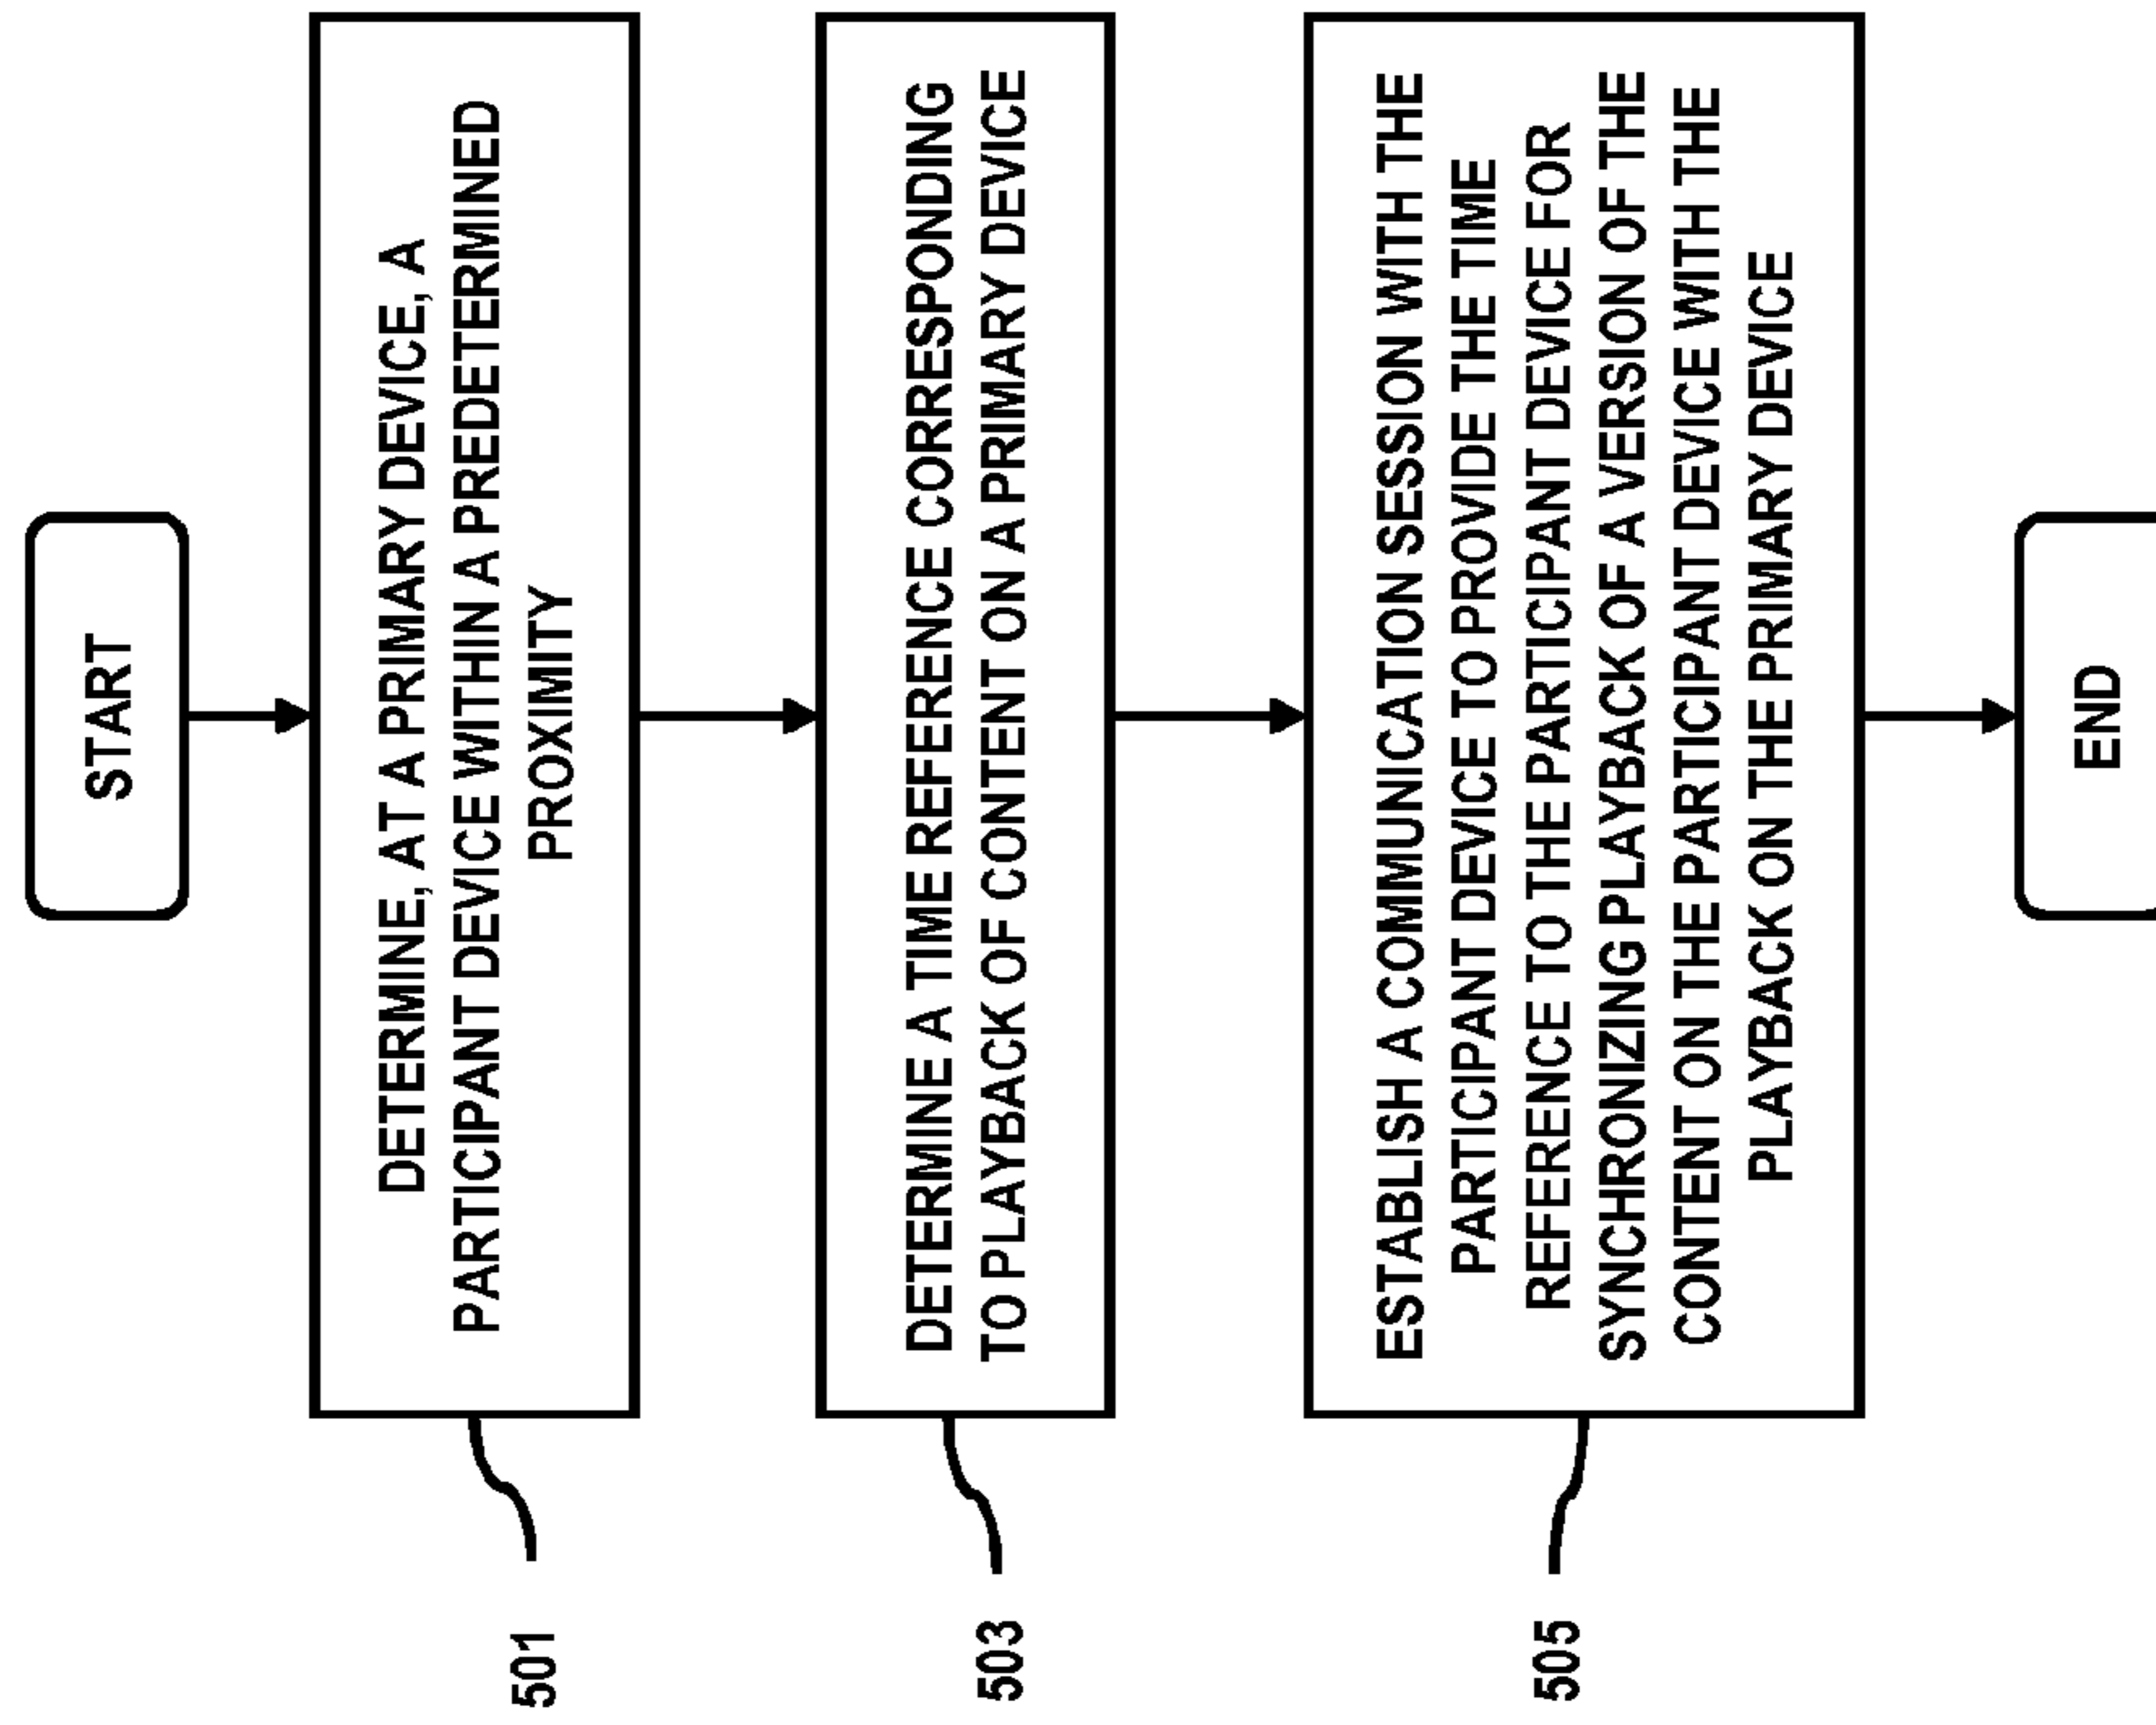 START
DETERMINE, AT A PRIMARY DEVICE, A
PARTICIPANT DEVICE WITHIN A PREDETERMINED
PROXIMITY
501
DETERMINE A TIME REFERENCE CORRESPONDING
TO PLAYBACK OF CONTENT ON A PRIMARY DEVICE
503
ESTABLISH A COMMUNICATION SESSION WITH THE
PARTICIPANT DEVICE TO PROVIDE THE TIME
REFERENCE TO THE PARTICIPANT DEVICE FOR
SYNCHRONIZING PLAYBACK OF A VERSION OF THE
CONTENT ON THE PARTICIPANT DEVICE WITH THE
PLAYBACK ON THE PRIMARY DEVICE
505
END